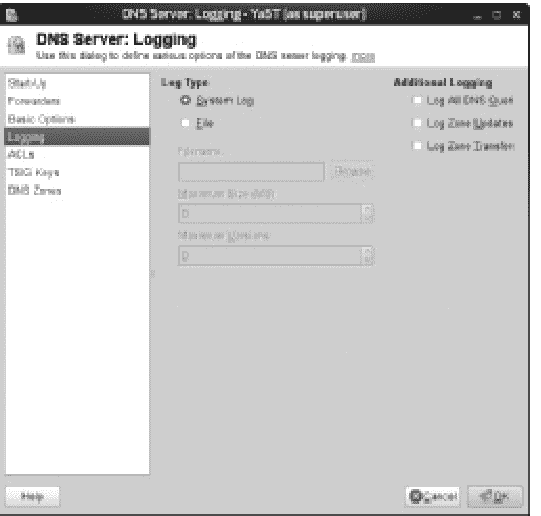 DNS Server: Logging - YaST (as superuser)
DNS Server: Logging
Use this dialog to define various options of the DNS server logging. more
Start-Up
Forwarders
Basic Options
Logging
ACLs
TSIG Keys
DNS Zones
Log Type
System Log
File
Filename
Browse
Maximum Size (MB)
0
Maximum Versions
0
Additional Logging
Log All DNS Queri
Log Zone Updates
Log Zone Transfer
Help
Cancel
OK